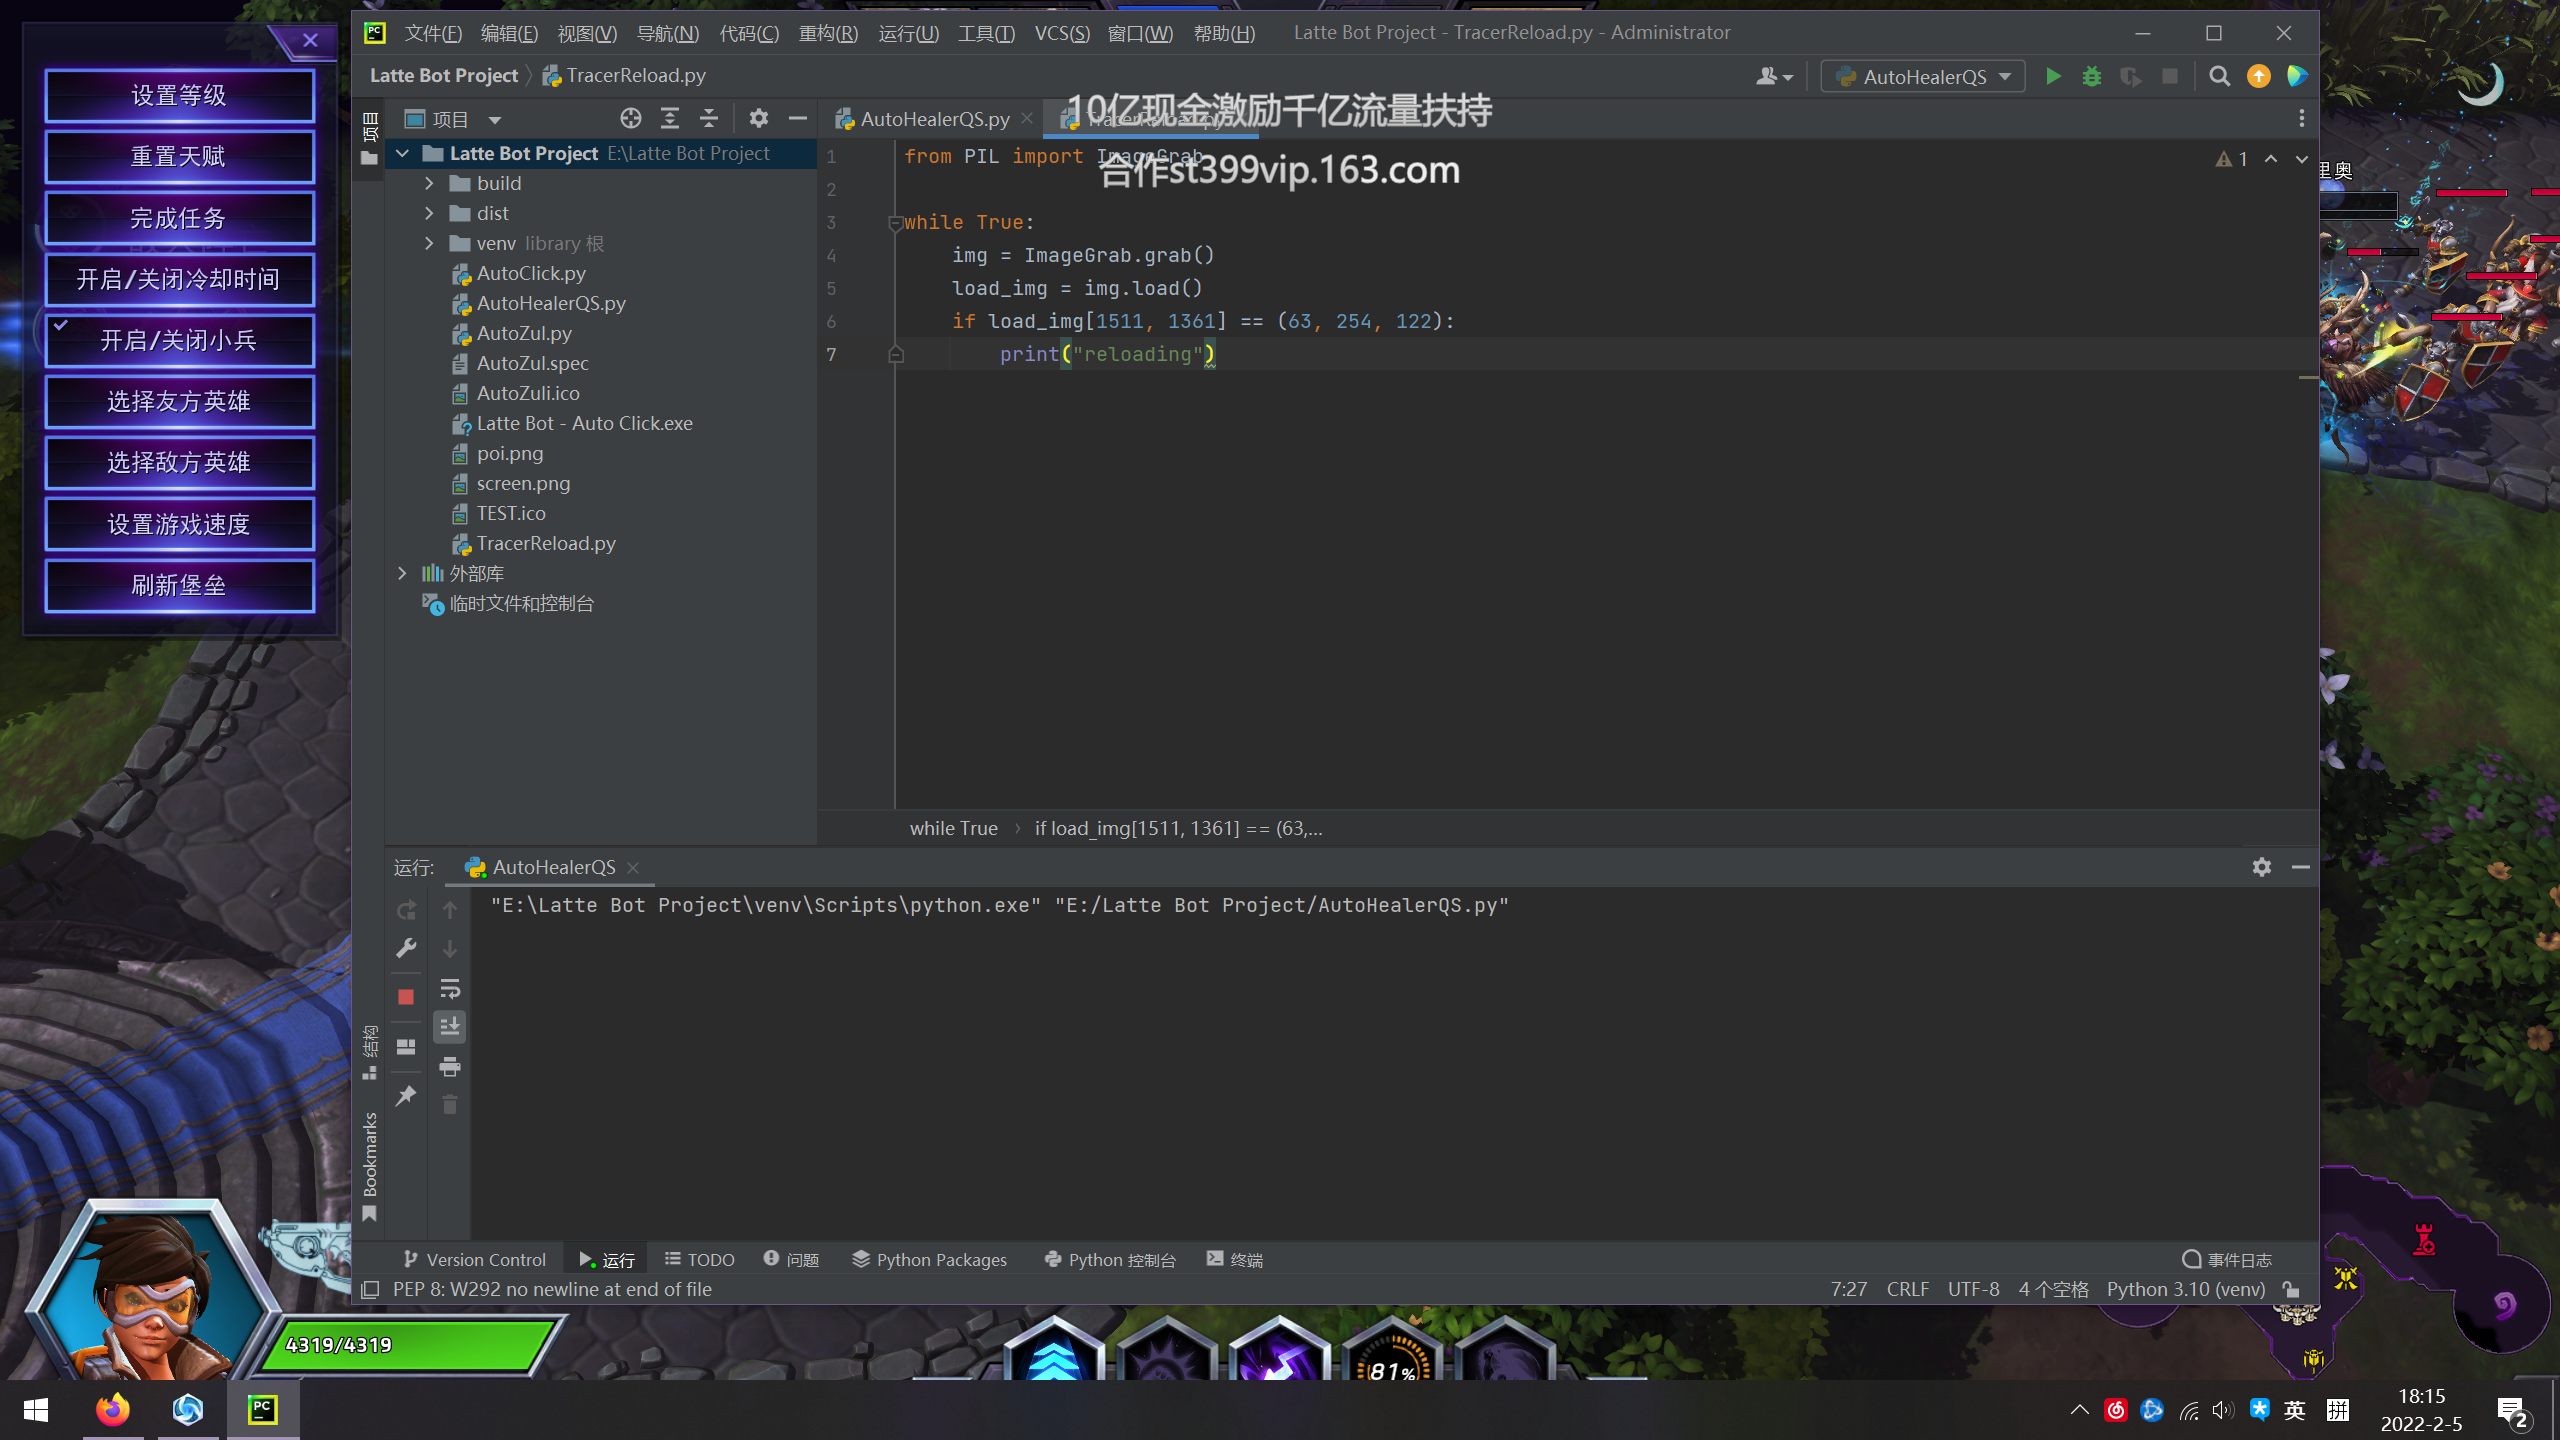 设置等级
重置天赋
完成任务
开启/关闭冷却时间
开启/关闭小兵
选择友方英雄
选择敌方英雄
设置游戏速度
刷新堡垒
文件(F) 编辑(E) 视图(V) 导航(N) 代码(C) 重构(R) 运行(U) 工具(T) VCS(S) 窗口(W) 帮助(H) Latte Bot Project - TracerReload.py - Administrator
Latte Bot Project TracerReload.py
AutoHealerQS
10亿现金激励千亿流量扶持
合作st399vip.163.com
项目
项目
AutoHealerQS.py
TracerReload.py
Latte Bot Project E:\Latte Bot Project
build
dist
venv library 根
AutoClick.py
AutoHealerQS.py
AutoZul.py
AutoZul.spec
AutoZuli.ico
Latte Bot - Auto Click.exe
poi.png
screen.png
TEST.ico
TracerReload.py
外部库
临时文件和控制台
1 from PIL import ImageGrab
2
3 while True:
4 img = ImageGrab.grab()
5 load_img = img.load()
6 if load_img[1511, 1361] == (63, 254, 122):
7 print("reloading")
1
里奥
while True › if load_img[1511, 1361] == (63,...
运行: AutoHealerQS
"E:\Latte Bot Project\venv\Scripts\python.exe" "E:/Latte Bot Project/AutoHealerQS.py"
结构
Bookmarks
Version Control 运行 TODO 问题 Python Packages Python 控制台 终端 事件日志
PEP 8: W292 no newline at end of file 7:27 CRLF UTF-8 4 个空格 Python 3.10 (venv)
4319/4319
81%
PC
英 拼
18:15
2022-2-5
2